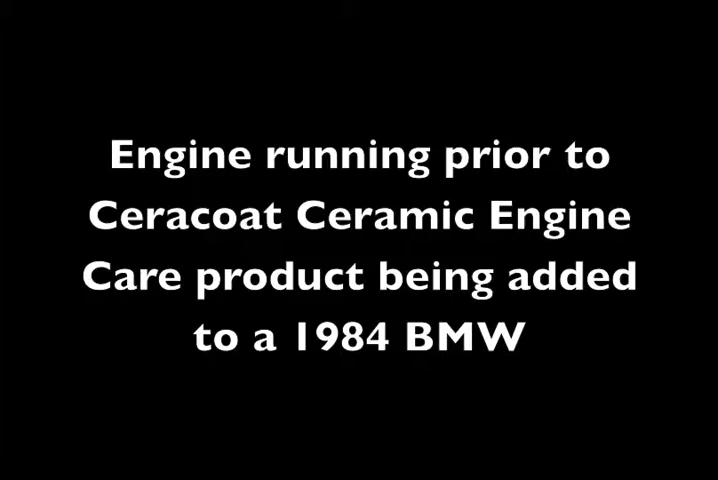 Engine running prior to
Ceracoat Ceramic Engine
Care product being added
to a 1984 BMW